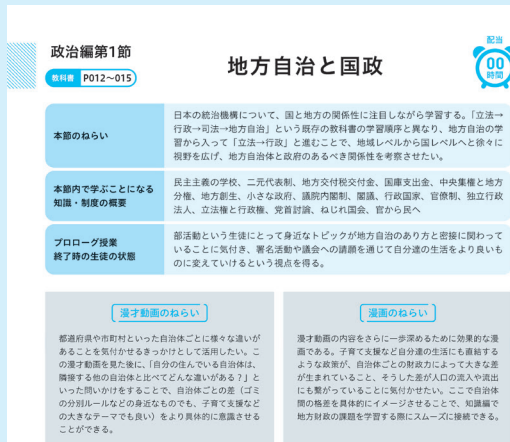 政治編第1節
教科書 P012〜015
地方自治と国政
配当
00
時間
本節のねらい
日本の統治機構について、国と地方の関係性に注目しながら学習する。「立法→
行政→司法→地方自治」という既存の教科書の学習順序と異なり、地方自治の学
習から入って「立法→行政」と進むことで、地域レベルから国レベルへと徐々に
視野を広げ、地方自治体と政府のあるべき関係性を考察させたい。
本節内で学ぶことになる
知識・制度の概要
民主主義の学校、二元代表制、地方交付税交付金、国庫支出金、中央集権と地方
分権、地方創生、小さな政府、議院内閣制、閣議、行政国家、官僚制、独立行政
法人、立法権と行政権、党首討論、ねじれ国会、官から民へ
プロローグ授業
終了時の生徒の状態
部活動という生徒にとって身近なトピックが地方自治のあり方と密接に関わって
いることに気付き、署名活動や議会への請願を通じて自分達の生活をより良いも
のに変えていけるという視点を得る。
漫才動画のねらい
都道府県や市町村といった自治体ごとに様々な違いが
あることを気付かせるきっかけとして活用したい。こ
の漫才動画を見た後に、「自分の住んでいる自治体は、
隣接する他の自治体と比べてどんな違いがある？」と
いった問いかけをすることで、自治体ごとの差（ゴミ
の分別ルールなどの身近なものでも、子育て支援など
の大きなテーマでも良い）をより具体的に意識させる
ことができる。
漫画のねらい
漫才動画の内容をさらに一歩深めるために効果的な漫
画である。子育て支援など自分達の生活にも直結する
ような政策が、自治体ごとの財政力によって大きな差
が生まれていること、そうした差が人口の流入や流出
にも繋がっていることに気付かせたい。ここで自治体
間の格差を具体的にイメージさせることで、知識編で
地方財政の課題を学習する際にスムーズに接続できる。